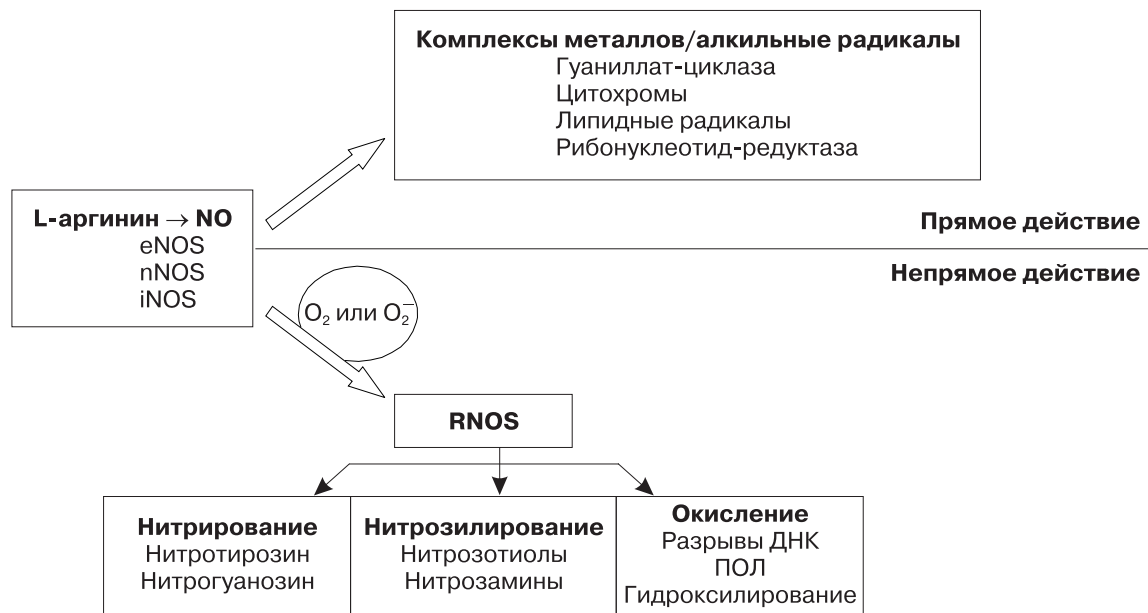 Комплексы металлов/алкильные радикалы
Гуаниллат-циклаза
Цитохромы
Липидные радикалы
Рибонуклеотид-редуктаза
L-аргинин → NO
eNOS
nNOS
iNOS
Прямое действие
Непрямое действие
O₂ или O₂⁻
RNOS
Нитрирование
Нитротирозин
Нитрогуанозин
Нитрозилирование
Нитрозотиолы
Нитрозамины
Окисление
Разрывы ДНК
ПОЛ
Гидроксилирование